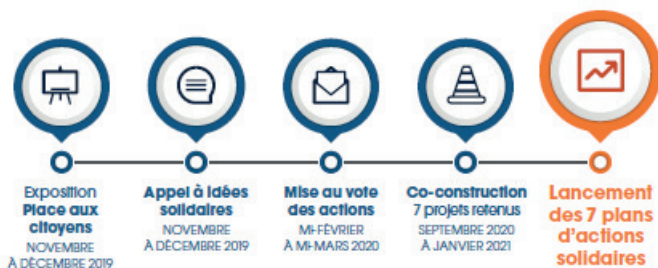 Exposition
Place aux
citoyens
NOVEMBRE
À DÉCEMBRE 2019
Appel à idées
solidaires
NOVEMBRE
À DÉCEMBRE 2019
Mise au vote
des actions
MI-FÉVRIER
À MI-MARS 2020
Co-construction
7 projets retenus
SEPTEMBRE 2020
À JANVIER 2021
Lancement
des 7 plans
d'actions
solidaires